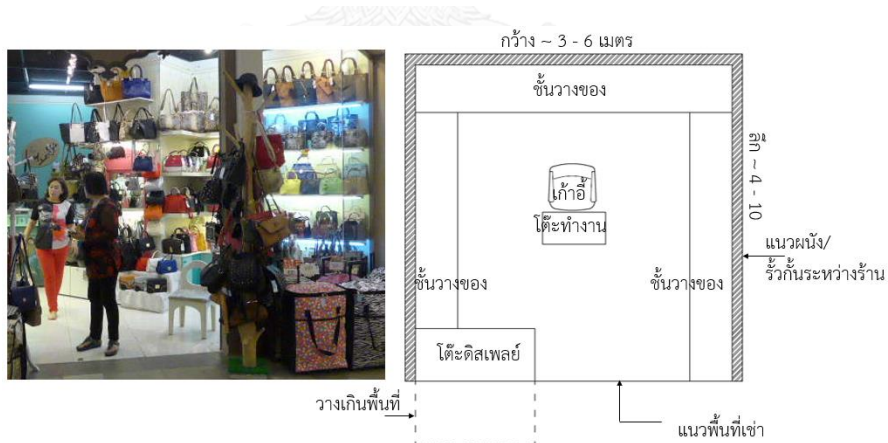 กว้าง ~ 3 - 6 เมตร
ชั้นวางของ
ลึก ~ 4 - 10
เก้าอี้
โต๊ะทำงาน
แนวผนัง/
รั้วกั้นระหว่างร้าน
ชั้นวางของ
ชั้นวางของ
โต๊ะดิสเพลย์
วางเกินพื้นที่
แนวพื้นที่เช่า